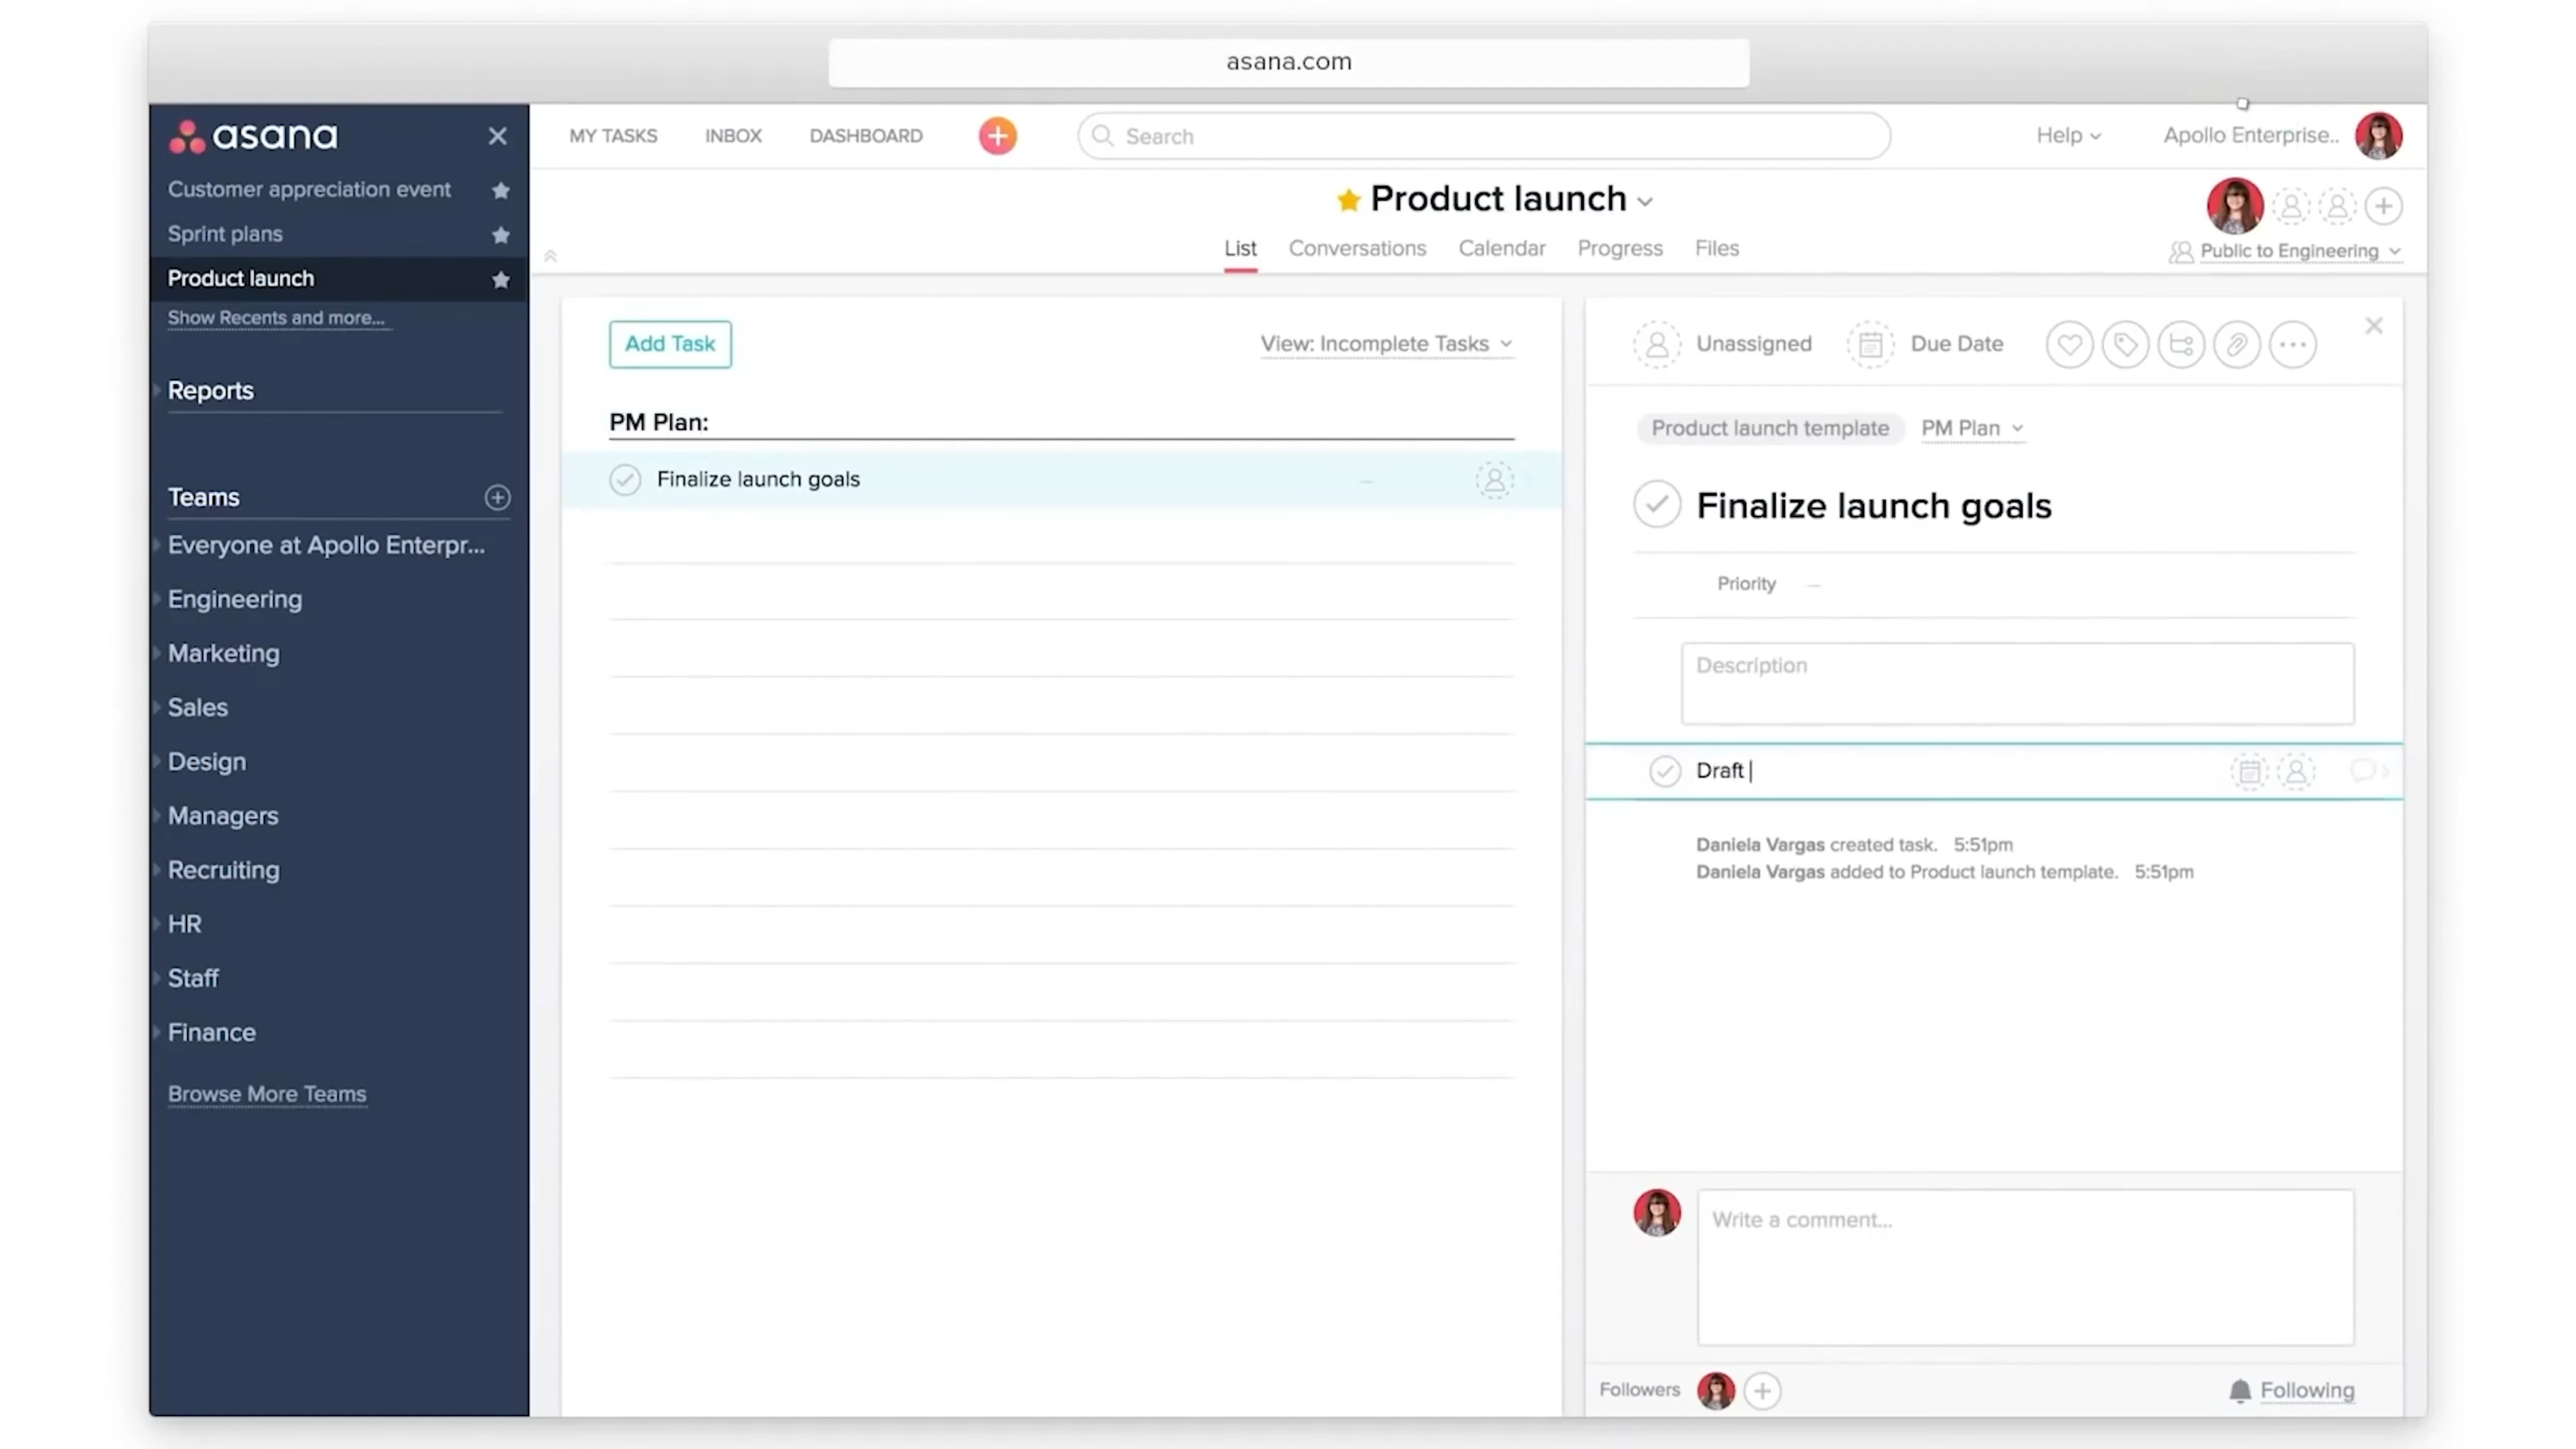 asana.com
asana
MY TASKS
INBOX
DASHBOARD
Search
Help
Apollo Enterprise..
Customer appreciation event
Sprint plans
Product launch
Show Recents and more...
Reports
Teams
Everyone at Apollo Enterpr...
Engineering
Marketing
Sales
Design
Managers
Recruiting
HR
Staff
Finance
Browse More Teams
Product launch
List
Conversations
Calendar
Progress
Files
Public to Engineering
Add Task
View: Incomplete Tasks
PM Plan:
Finalize launch goals
Unassigned
Due Date
Product launch template
PM Plan
Finalize launch goals
Priority
Description
Draft
Daniela Vargas created task. 5:51pm
Daniela Vargas added to Product launch template. 5:51pm
Write a comment...
Followers
Following